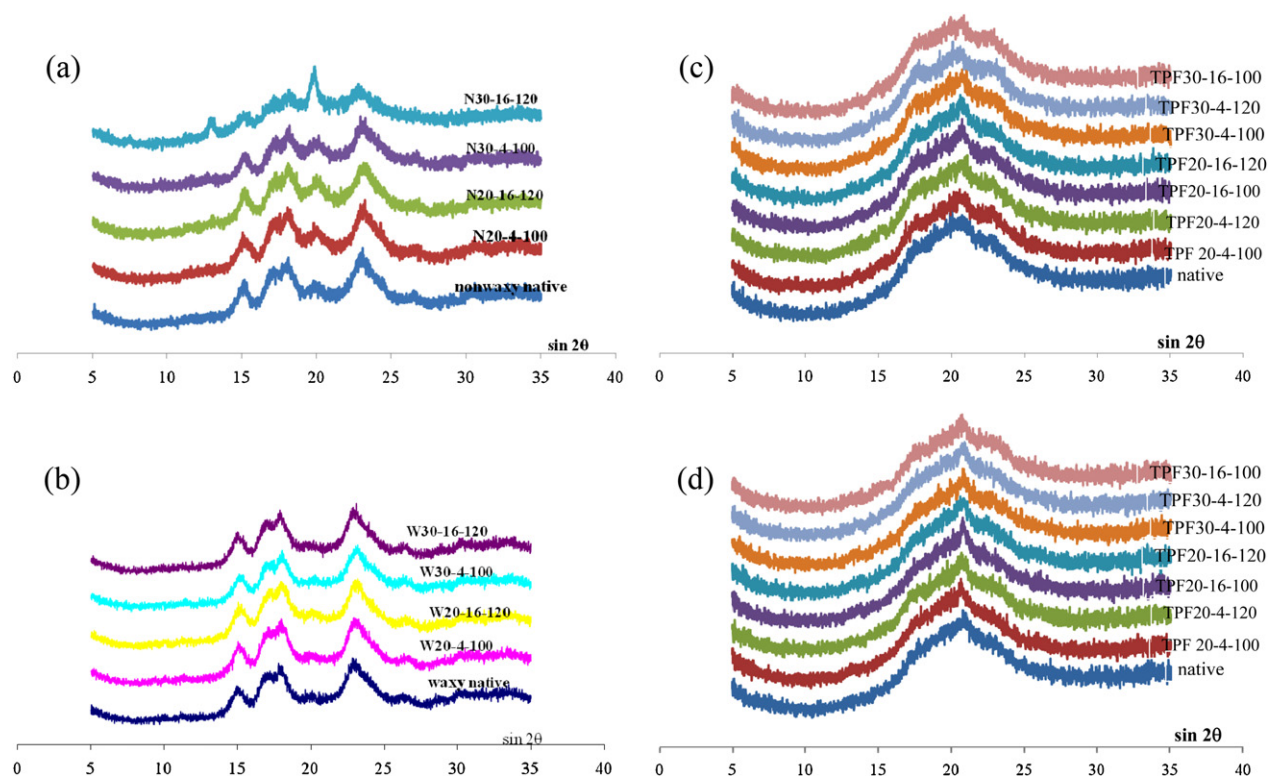 (a)
N30-16-120
N30-4-100
N20-16-120
N20-4-100
nonwaxy native
sin 2θ
0 5 10 15 20 25 30 35 40
(c)
TPF30-16-100
TPF30-4-120
TPF30-4-100
TPF20-16-120
TPF20-16-100
TPF20-4-120
TPF 20-4-100
native
sin 2θ
0 5 10 15 20 25 30 35 40
(b)
W30-16-120
W30-4-100
W20-16-120
W20-4-100
waxy native
sin 2θ
0 5 10 15 20 25 30 35 40
(d)
TPF30-16-100
TPF30-4-120
TPF30-4-100
TPF20-16-120
TPF20-16-100
TPF20-4-120
TPF 20-4-100
native
sin 2θ
0 5 10 15 20 25 30 35 40